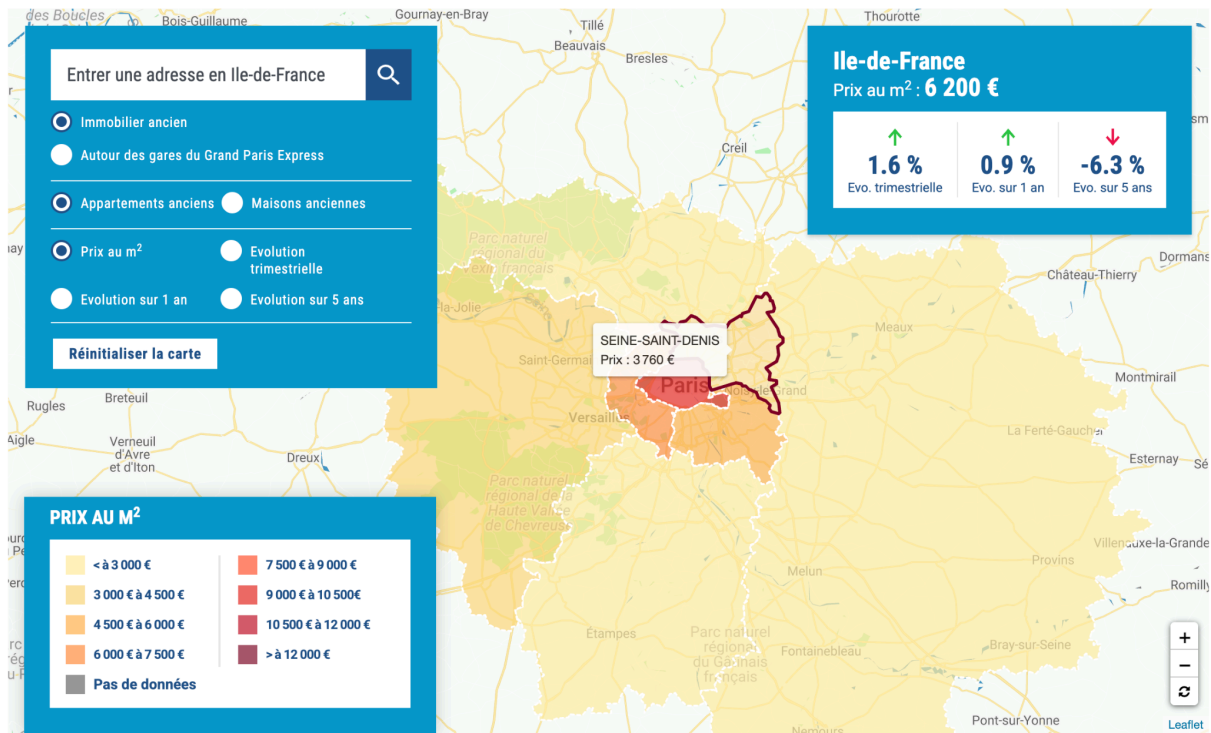 Entrer une adresse en Ile-de-France
Immobilier ancien
Autour des gares du Grand Paris Express
Appartements anciens
Maisons anciennes
Prix au m²
Evolution
trimestrielle
Evolution sur 1 an
Evolution sur 5 ans
Réinitialiser la carte
Ile-de-France
Prix au m² : 6 200 €
1.6 %
Evo. trimestrielle
0.9 %
Evo. sur 1 an
-6.3 %
Evo. sur 5 ans
SEINE-SAINT-DENIS
Prix : 3 760 €
PRIX AU M²
< à 3 000 €
3 000 € à 4 500 €
4 500 € à 6 000 €
6 000 € à 7 500 €
Pas de données
7 500 € à 9 000 €
9 000 € à 10 500€
10 500 € à 12 000 €
> à 12 000 €
des Boucles
Bois-Guillaume
Gournay-en-Bray
Tillé
Beauvais
Bresles
Thourotte
Creil
Dormans
Château-Thierry
Parc naturel
régional du
Vexin français
la-Jolie
Meaux
Saint-Germai
Paris
Noisy-le-Grand
Versailles
Montmirail
Breteuil
Rugles
Aigle
Verneuil
d'Avre
et d'Iton
Dreux
La Ferté-Gaucher
Esternay
Parc naturel
régional de la
Haute Vallée
de Chevreuse
Villenauxe-la-Grande
Provins
Melun
Romilly
Étampes
Parc naturel
régional
du Gâtinais
français
Fontainebleau
Bray-sur-Seine
Pont-sur-Yonne
Nemours
+
−
Leaflet